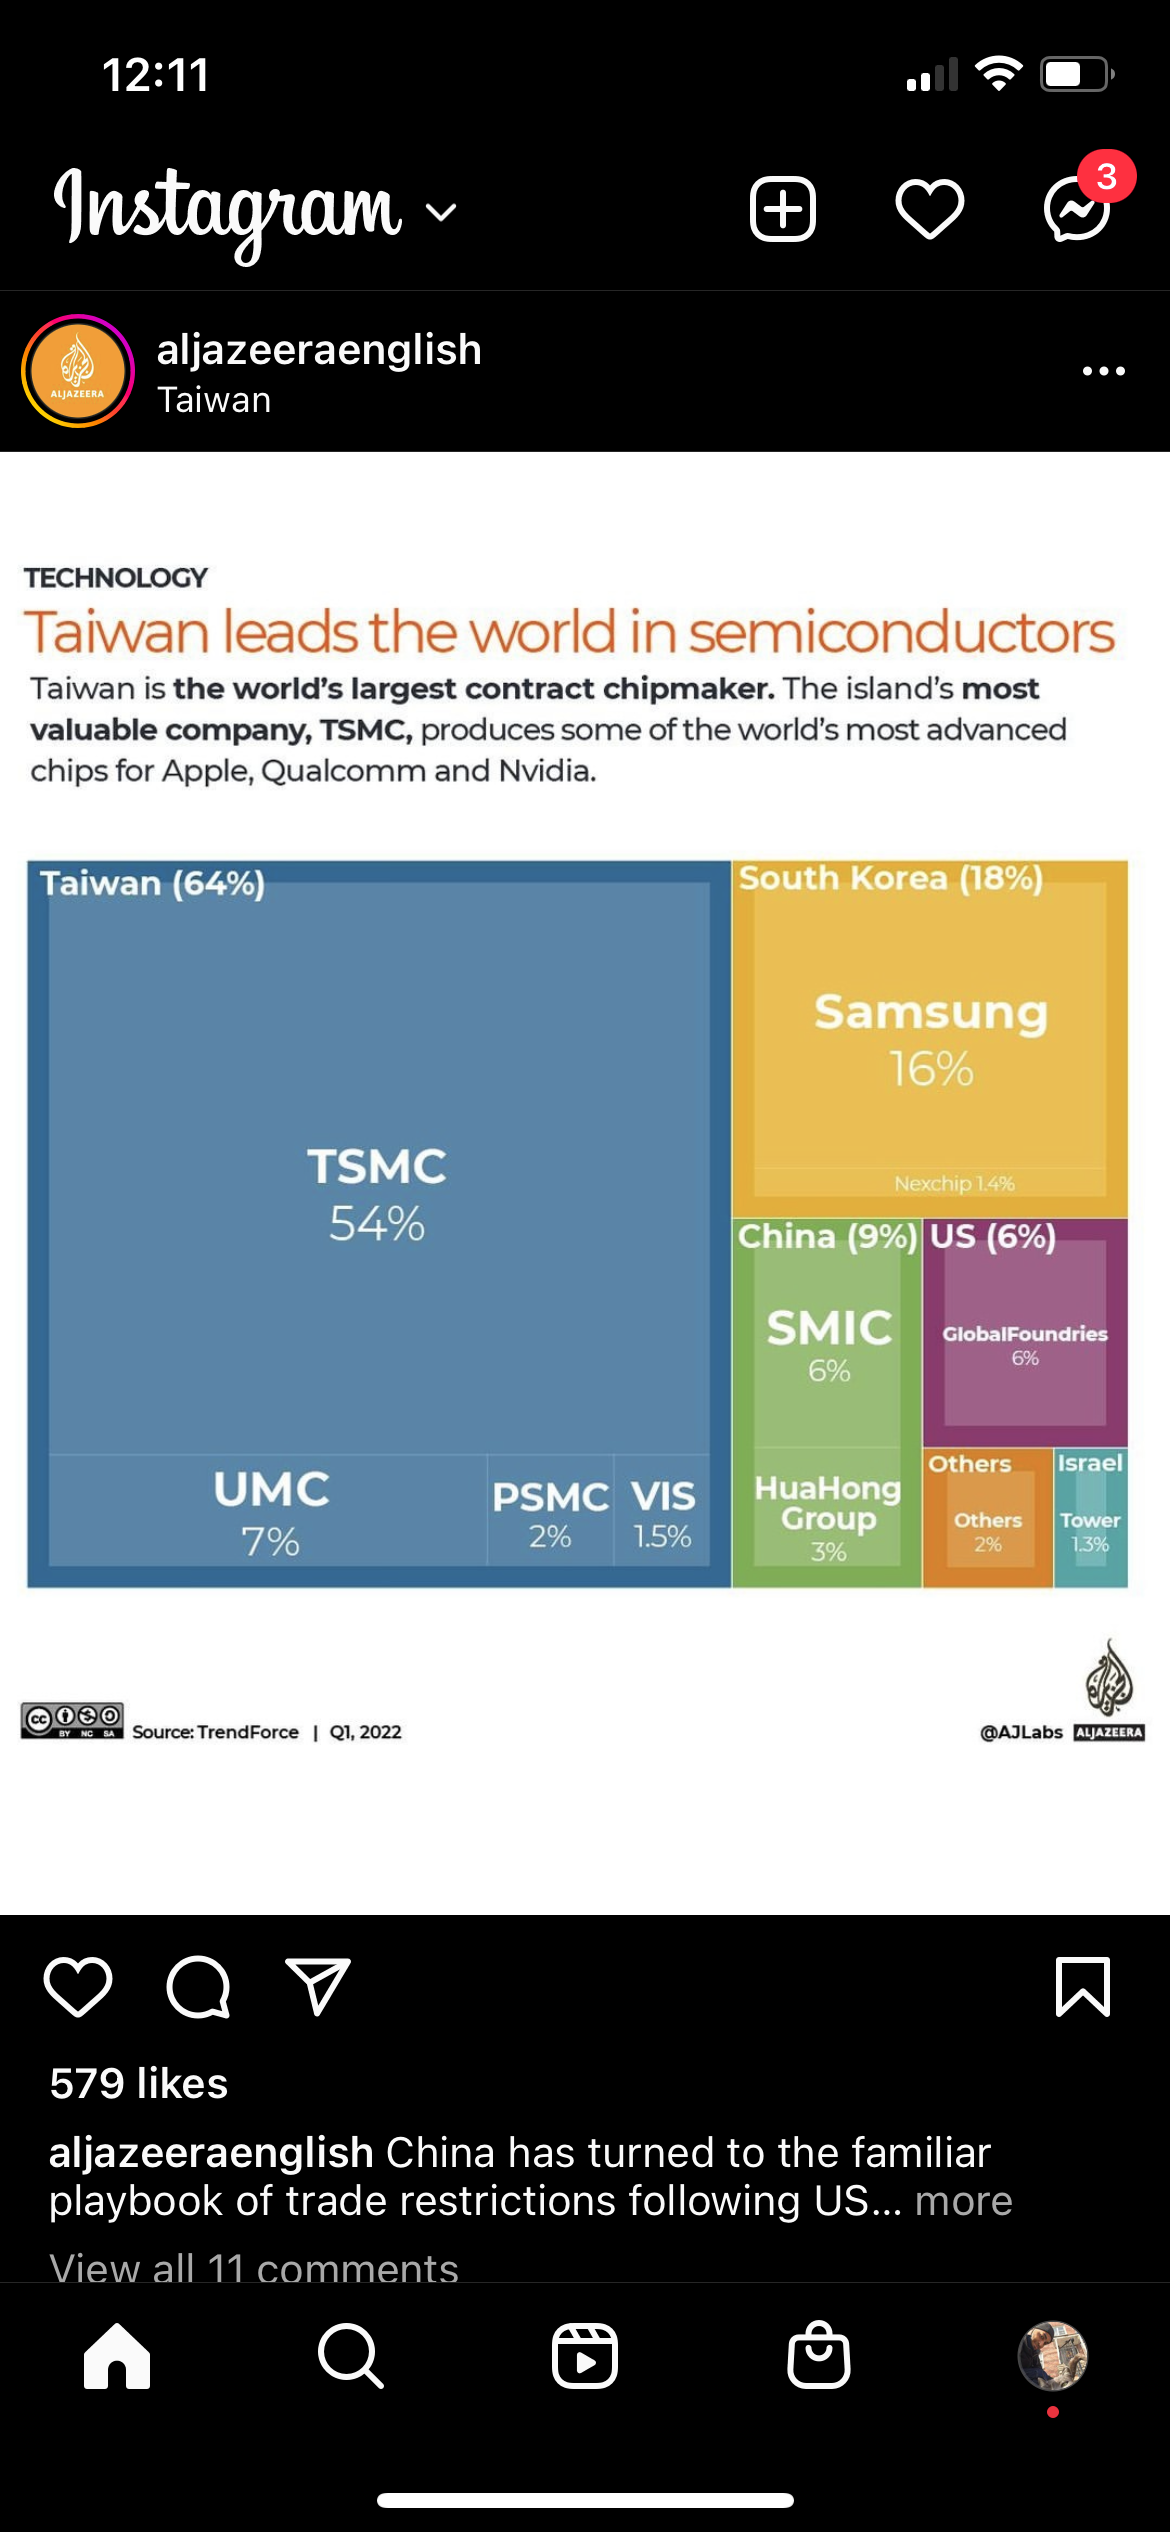 12:11
Instagram
3
ALJAZEERA
aljazeeraenglish
Taiwan
TECHNOLOGY
Taiwan leads the world in semiconductors
Taiwan is the world's largest contract chipmaker. The island's most
valuable company, TSMC, produces some of the world's most advanced
chips for Apple, Qualcomm and Nvidia.
Taiwan (64%)
TSMC
54%
UMC
7%
PSMC
2%
VIS
1.5%
South Korea (18%)
Samsung
16%
Nexchip 1.4%
China (9%)
SMIC
6%
HuaHong
Group
3%
US (6%)
GlobalFoundries
6%
Others
Others
2%
Israel
Tower
1.3%
cc BY NC SA
Source: TrendForce | Q1, 2022
@AJLabs ALJAZEERA
579 likes
aljazeeraenglish China has turned to the familiar
playbook of trade restrictions following US... more
View all 11 comments